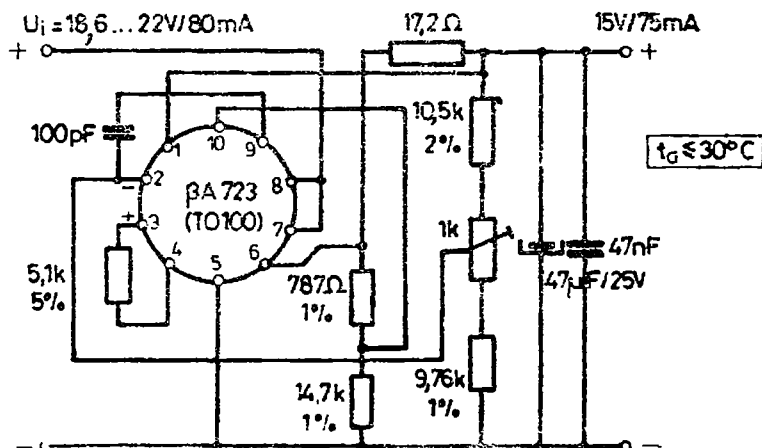 Ui = 18,6...22V/80mA
17,2Ω
15V/75mA
+
+
100pF
10
1
9
10,5k
2%
tG ≤ 30°C
2
−
βA 723
(TO100)
8
+
3
7
1k
4
5
6
5,1k
5%
787Ω
1%
47nF
47µF/25V
14,7k
1%
9,76k
1%
−
−